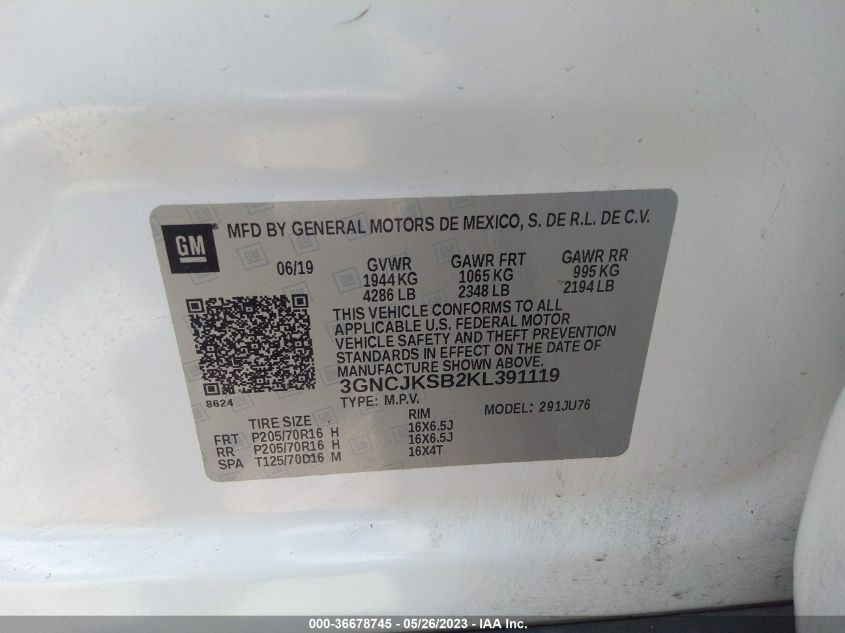 GM MFD BY GENERAL MOTORS DE MEXICO, S. DE R.L. DE C.V.
06/19 GVWR GAWR FRT GAWR RR
1944 KG 1065 KG 995 KG
4286 LB 2348 LB 2194 LB
THIS VEHICLE CONFORMS TO ALL
APPLICABLE U.S. FEDERAL MOTOR
VEHICLE SAFETY AND THEFT PREVENTION
STANDARDS IN EFFECT ON THE DATE OF
MANUFACTURE SHOWN ABOVE.
3GNCJKSB2KL391119
8624 TYPE: M.P.V. MODEL: 291JU76
TIRE SIZE RIM
FRT P205/70R16 H 16X6.5J
RR P205/70R16 H 16X6.5J
SPA T125/70D16 M 16X4T
000-36678745 - 05/26/2023 - IAA Inc.